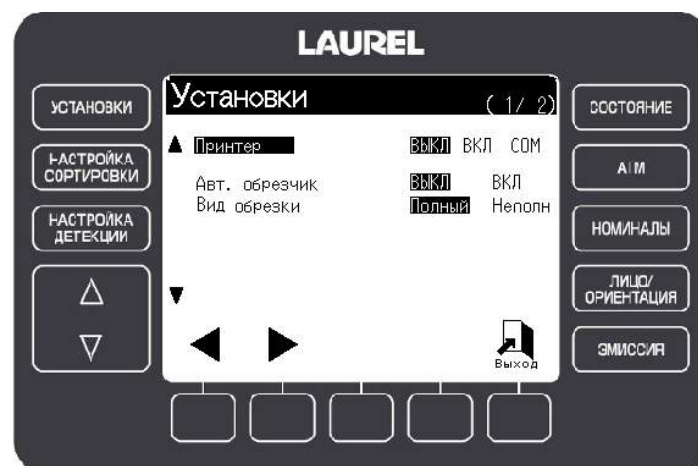 LAUREL
УСТАНОВКИ
НАСТРОЙКА
СОРТИРОВКИ
НАСТРОЙКА
ДЕТЕКЦИИ
Установки ( 1/ 2)
Принтер ВЫКЛ ВКЛ COM
Авт. обрезчик ВЫКЛ ВКЛ
Вид обрезки Полный Неполн
Выход
СОСТОЯНИЕ
НОМИНАЛЫ
ЛИЦО/
ОРИЕНТАЦИЯ
ЭМИССИЯ